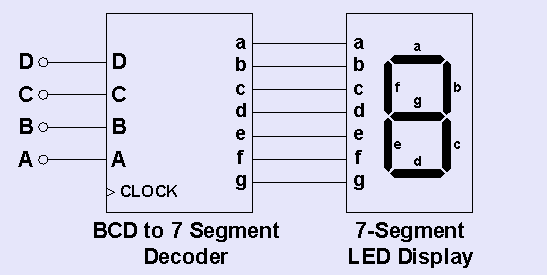 D D
C C
B B
A A
> CLOCK
a a
b b
c c
d d
e e
f f
g g
a
f b
g
e c
d
BCD to 7 Segment
Decoder
7-Segment
LED Display